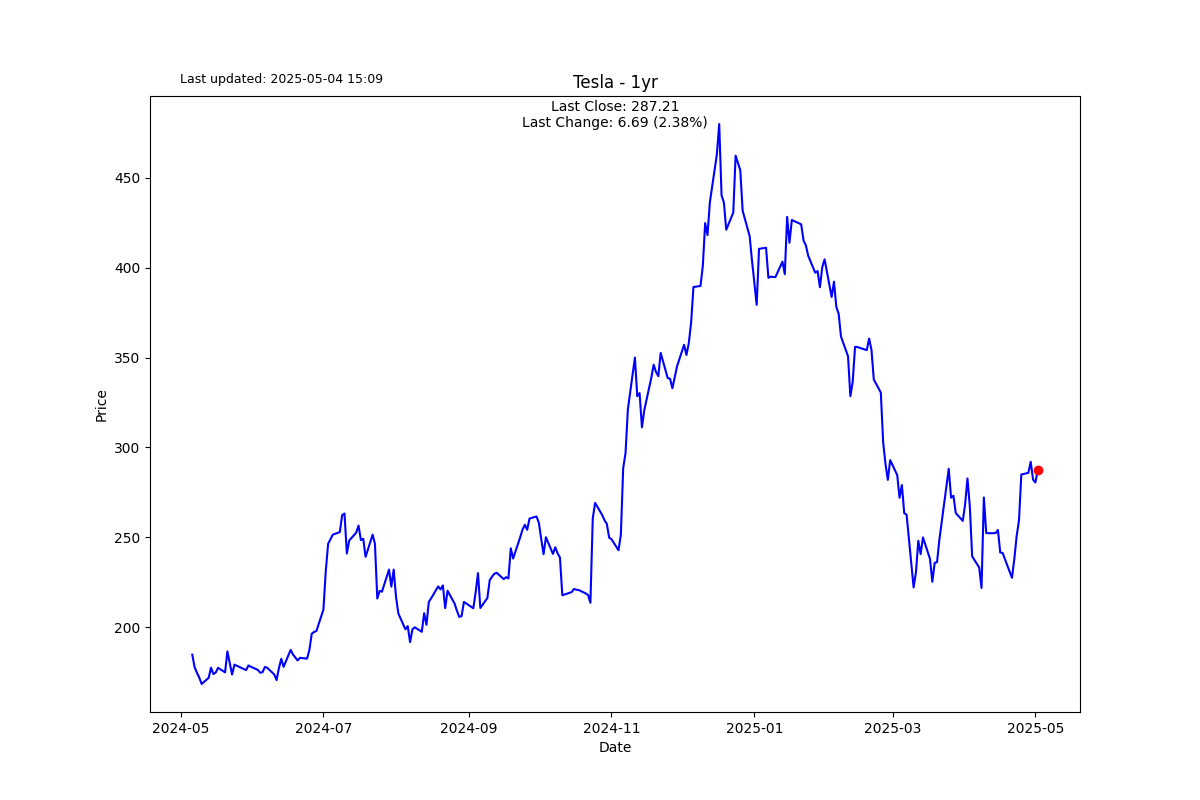 Last updated: 2025-05-04 15:09
Tesla - 1yr
Last Close: 287.21
Last Change: 6.69 (2.38%)
450
400
350
300
250
200
Price
2024-05
2024-07
2024-09
2024-11
2025-01
2025-03
2025-05
Date